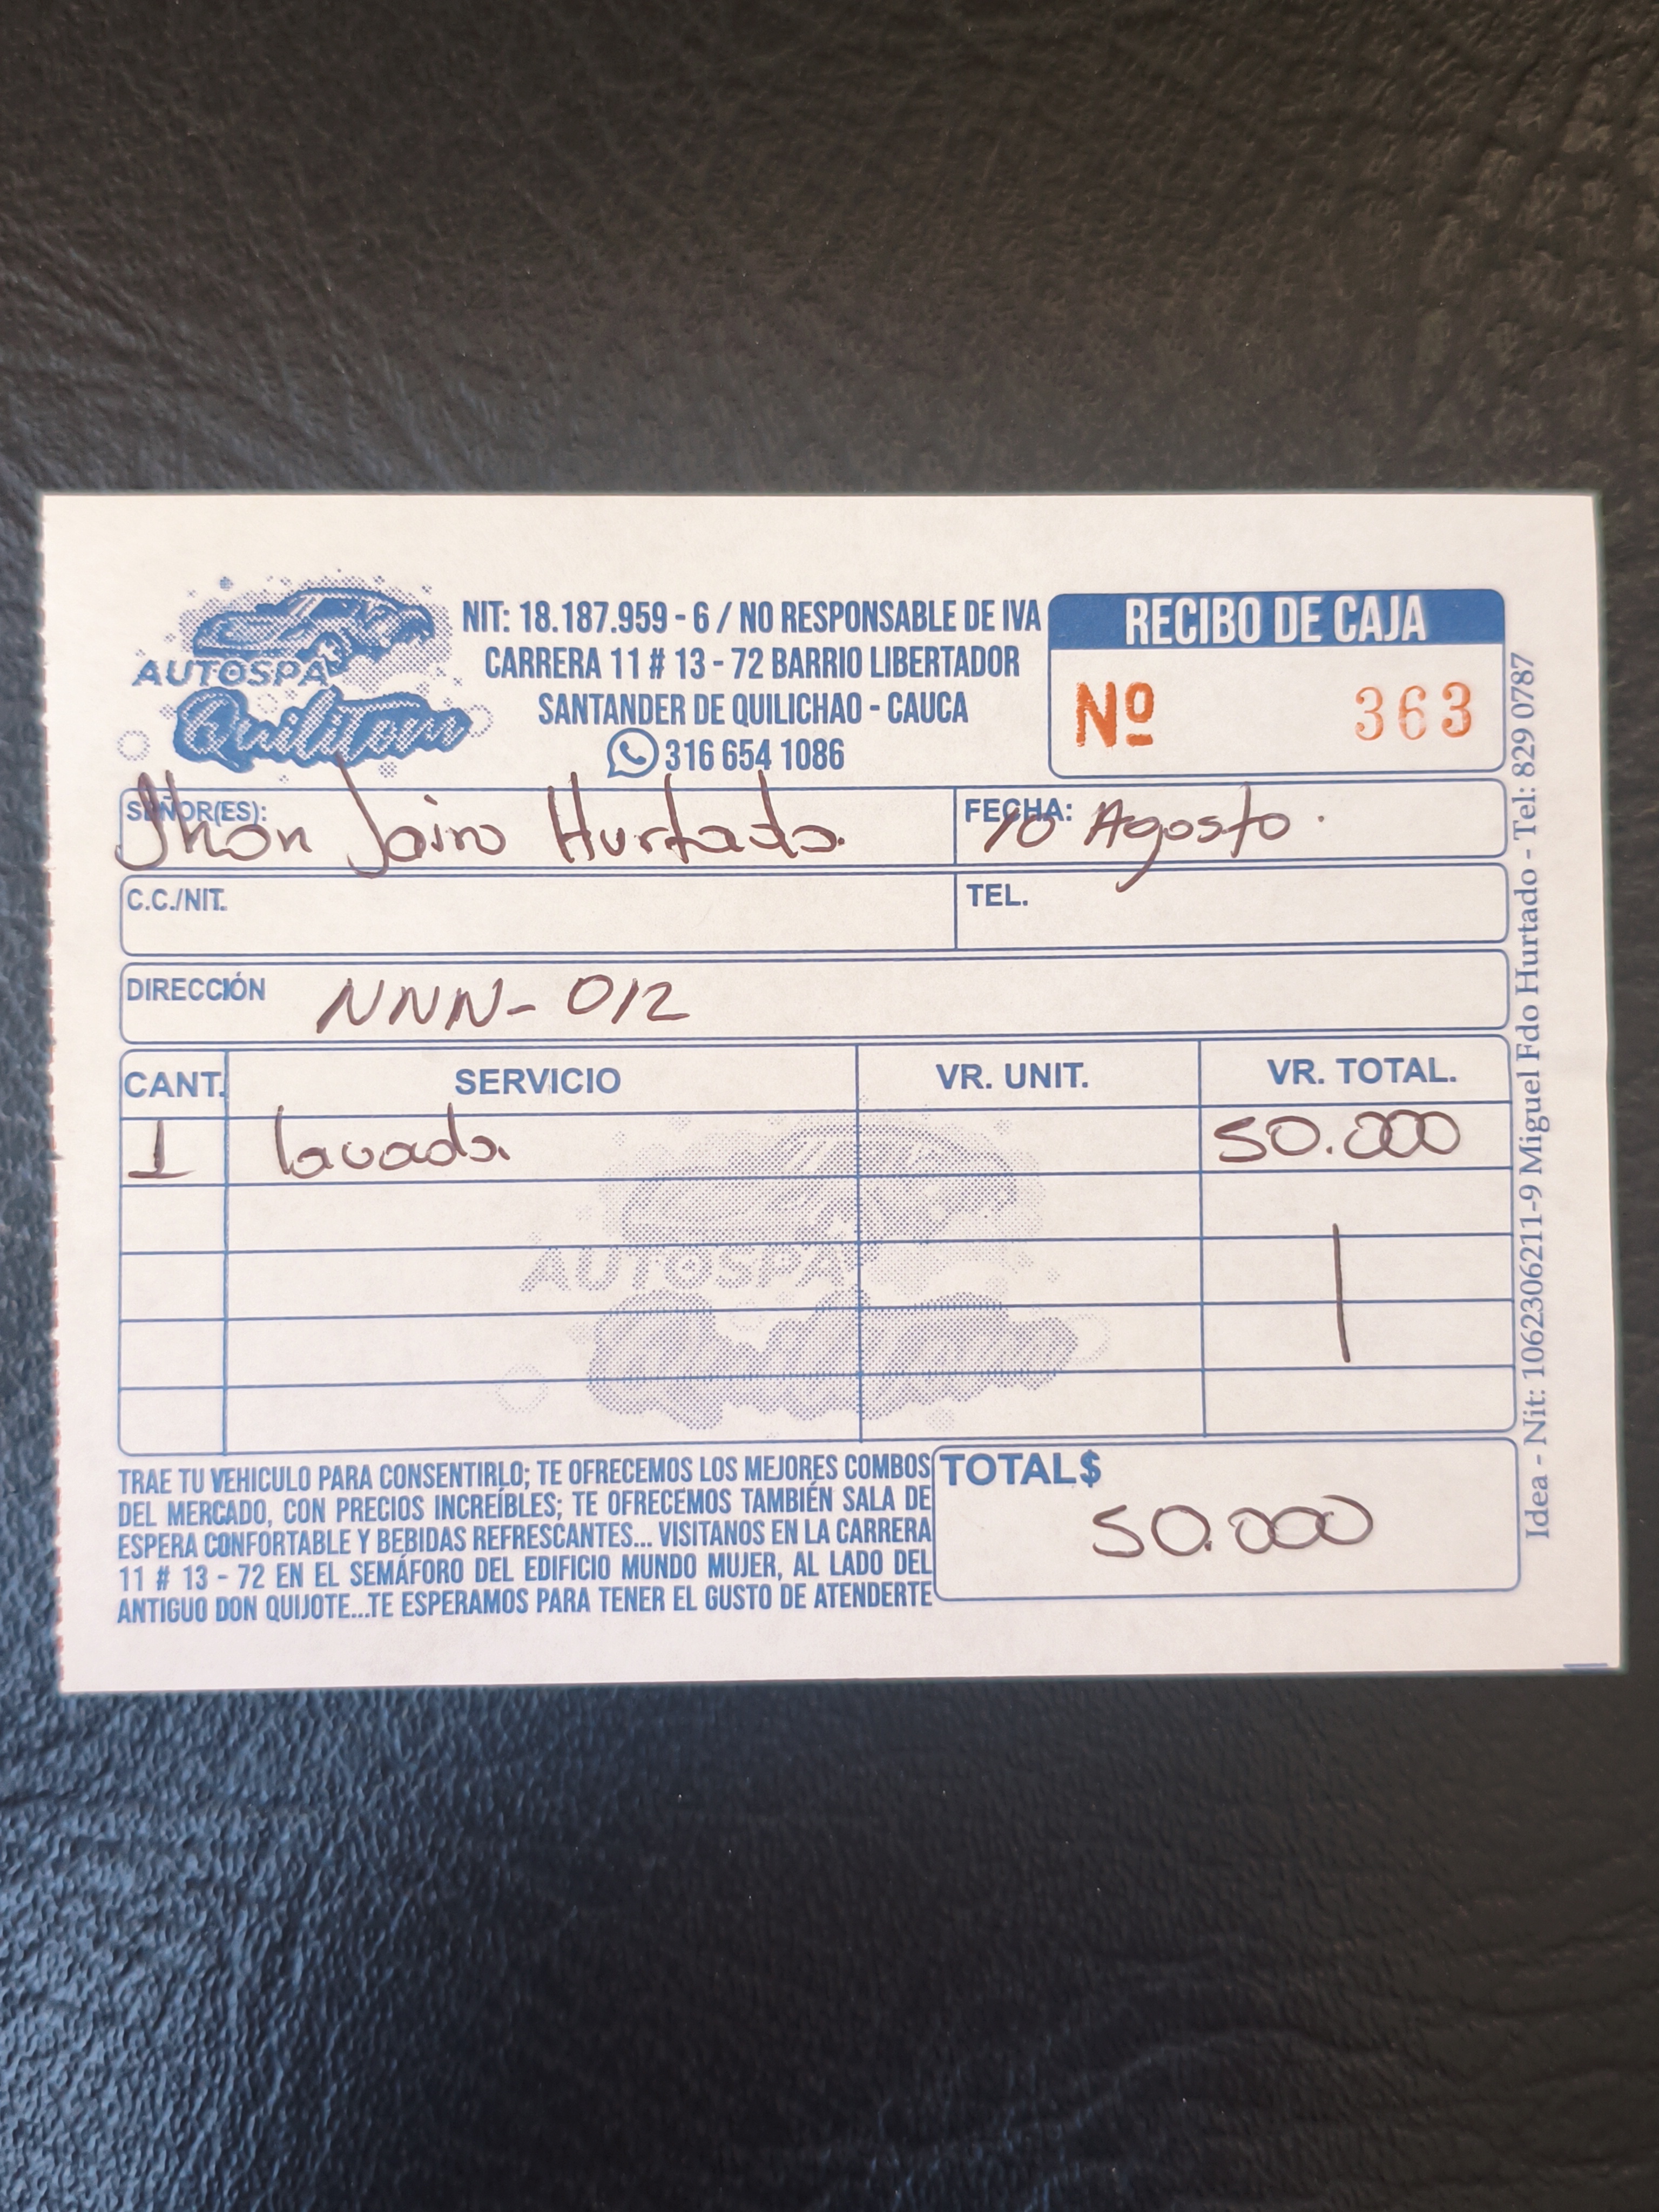 AUTOSPA
Quilitam
NIT: 18.187.959 - 6 / NO RESPONSABLE DE IVA
CARRERA 11 # 13 - 72 BARRIO LIBERTADOR
SANTANDER DE QUILICHAO - CAUCA
316 654 1086
RECIBO DE CAJA
Nº 363
SEÑOR(ES): Jhon Jairo Hurtado.
FECHA: 10 Agosto.
C.C./NIT.
TEL.
DIRECCIÓN NNN- 012
CANT. SERVICIO VR. UNIT. VR. TOTAL.
1 lavada. 50.000
AUTOSPA
TRAE TU VEHICULO PARA CONSENTIRLO; TE OFRECEMOS LOS MEJORES COMBOS
DEL MERCADO, CON PRECIOS INCREÍBLES; TE OFRECEMOS TAMBIÉN SALA DE
ESPERA CONFORTABLE Y BEBIDAS REFRESCANTES... VISITANOS EN LA CARRERA
11 # 13 - 72 EN EL SEMÁFORO DEL EDIFICIO MUNDO MUJER, AL LADO DEL
ANTIGUO DON QUIJOTE...TE ESPERAMOS PARA TENER EL GUSTO DE ATENDERTE
TOTAL$
50.000
Idea - Nit: 1062306211-9 Miguel Fdo Hurtado - Tel: 829 0787